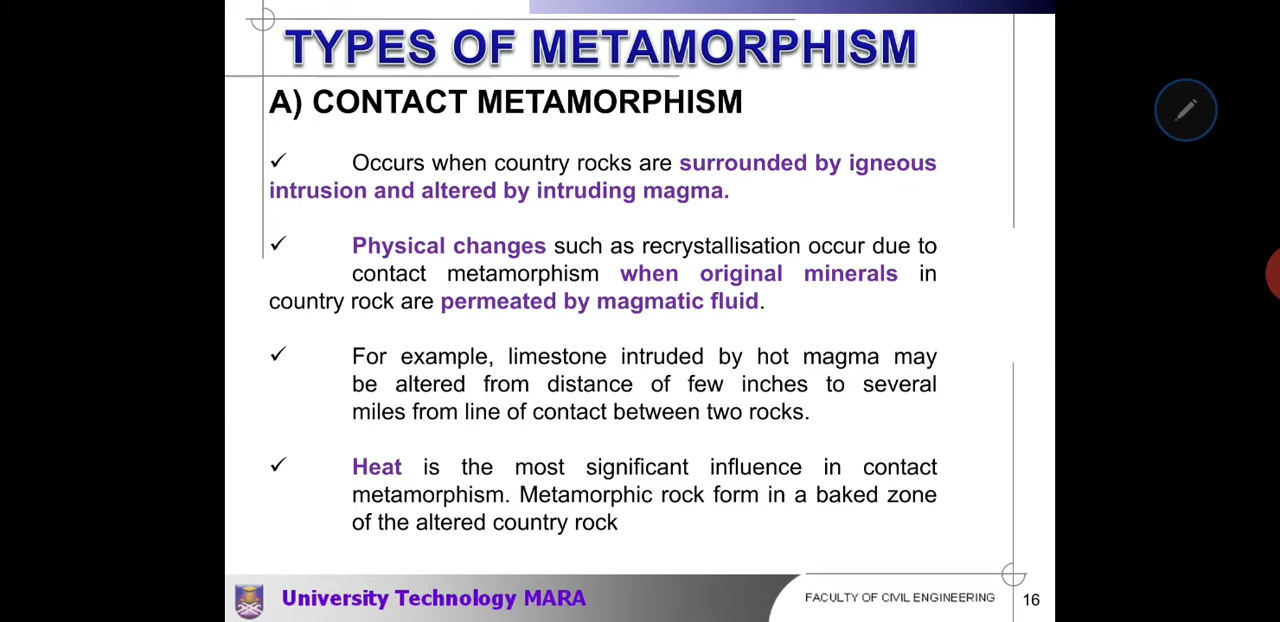 TYPES OF METAMORPHISM
A) CONTACT METAMORPHISM
✓ Occurs when country rocks are surrounded by igneous
intrusion and altered by intruding magma.
✓ Physical changes such as recrystallisation occur due to
contact metamorphism when original minerals in
country rock are permeated by magmatic fluid.
✓ For example, limestone intruded by hot magma may
be altered from distance of few inches to several
miles from line of contact between two rocks.
✓ Heat is the most significant influence in contact
metamorphism. Metamorphic rock form in a baked zone
of the altered country rock
University Technology MARA
FACULTY OF CIVIL ENGINEERING
16